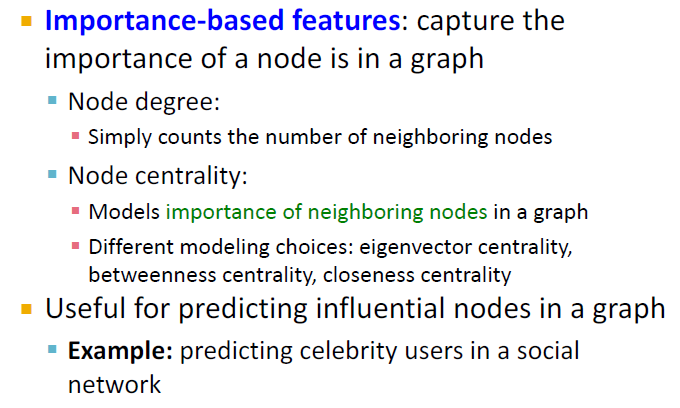 Importance-based features: capture the
importance of a node is in a graph
Node degree:
Simply counts the number of neighboring nodes
Node centrality:
Models importance of neighboring nodes in a graph
Different modeling choices: eigenvector centrality,
betweenness centrality, closeness centrality
Useful for predicting influential nodes in a graph
Example: predicting celebrity users in a social
network